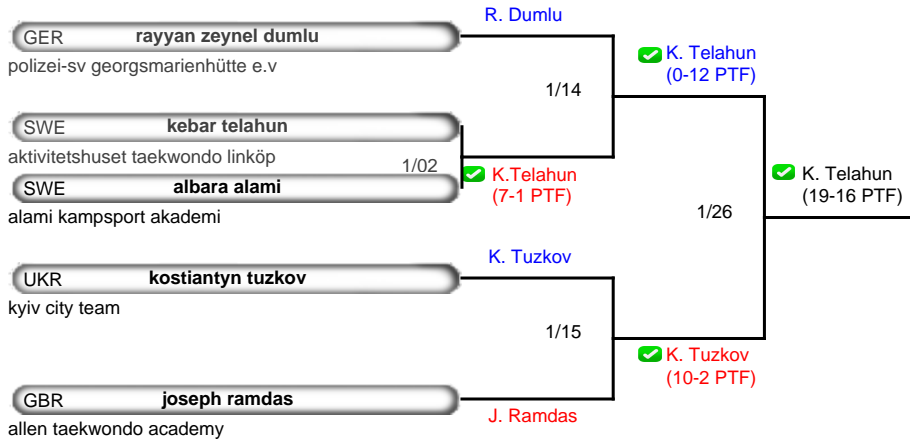 R. Dumlu
GER rayyan zeynel dumlu
polizei-sv georgsmarienhütte e.v
K. Telahun
(0-12 PTF)
1/14
SWE kebar telahun
aktivitetshuset taekwondo linköp
1/02
K.Telahun
(7-1 PTF)
SWE albara alami
alami kampsport akademi
K. Telahun
(19-16 PTF)
1/26
K. Tuzkov
UKR kostiantyn tuzkov
kyiv city team
1/15
K. Tuzkov
(10-2 PTF)
GBR joseph ramdas
allen taekwondo academy
J. Ramdas